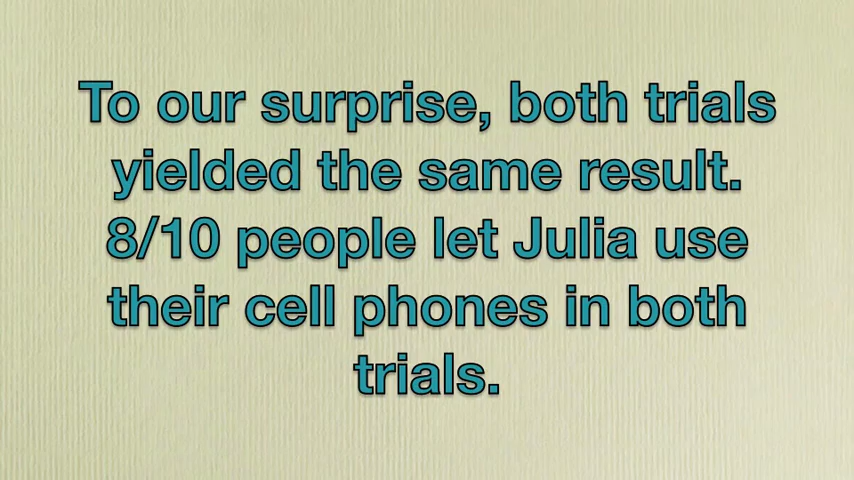 To our surprise, both trials
yielded the same result.
8/10 people let Julia use
their cell phones in both
trials.